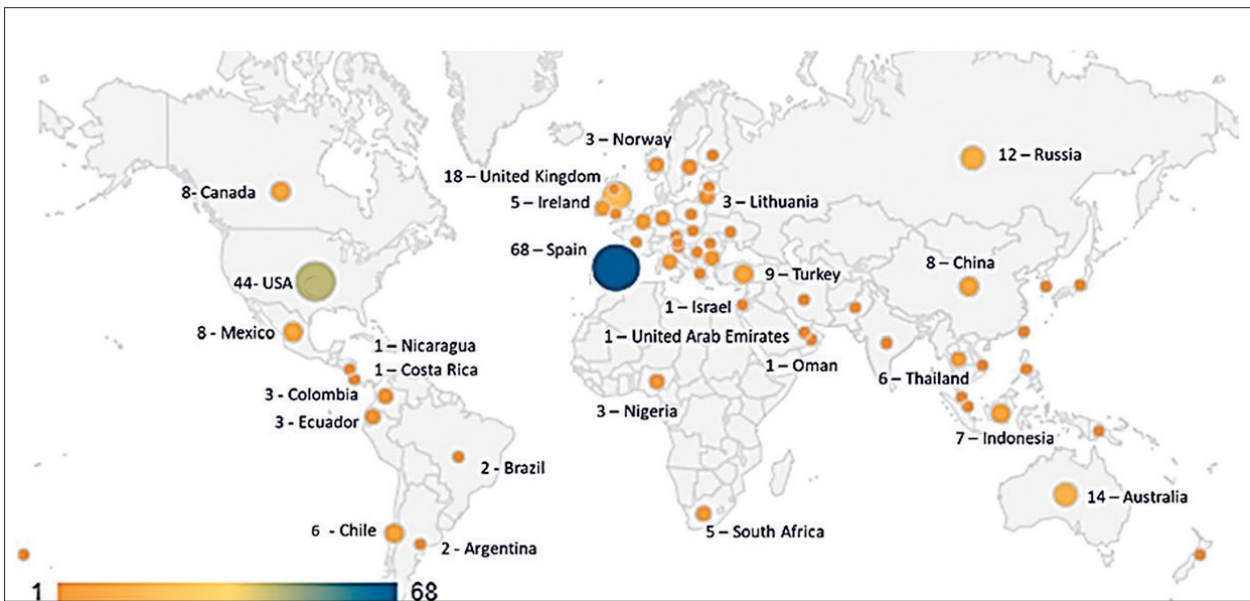 3 – Norway
12 – Russia
18 – United Kingdom
8- Canada
5 – Ireland
3 – Lithuania
68 – Spain
8 – China
44- USA
9 – Turkey
1 – Israel
8 - Mexico
1 – United Arab Emirates
1 – Nicaragua
1 – Oman
1 – Costa Rica
6 – Thailand
3 - Colombia
3 – Nigeria
3 - Ecuador
7 – Indonesia
2 - Brazil
14 – Australia
6 - Chile
5 – South Africa
2 - Argentina
1
68